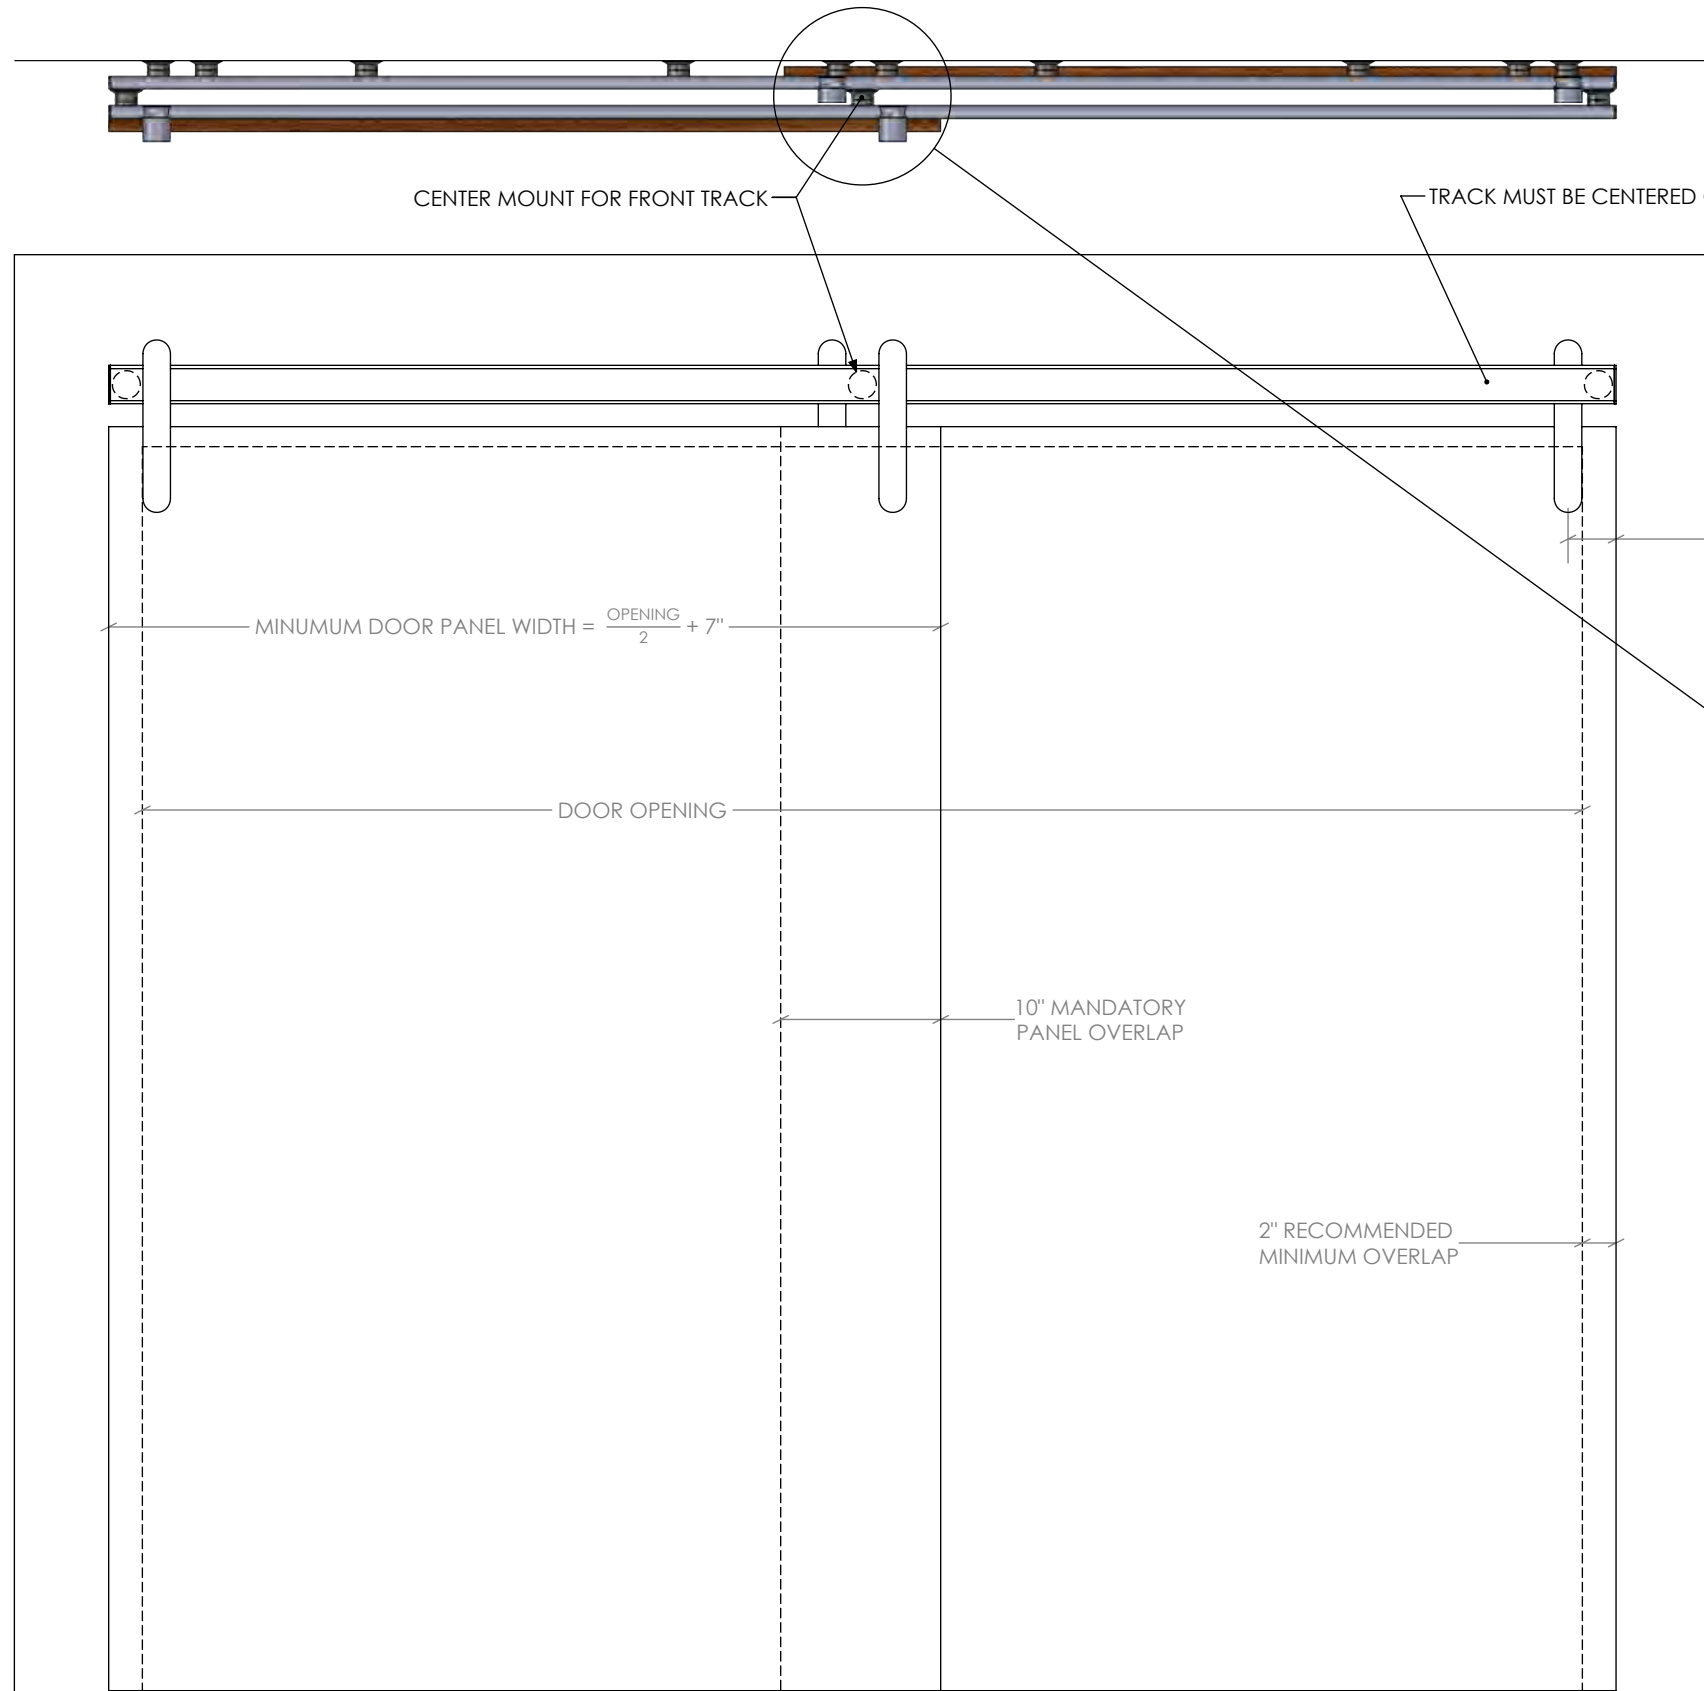 CENTER MOUNT FOR FRONT TRACK
TRACK MUST BE CENTERED
MINUMUM DOOR PANEL WIDTH = OPENING/2 + 7"
DOOR OPENING
10" MANDATORY
PANEL OVERLAP
2" RECOMMENDED
MINIMUM OVERLAP